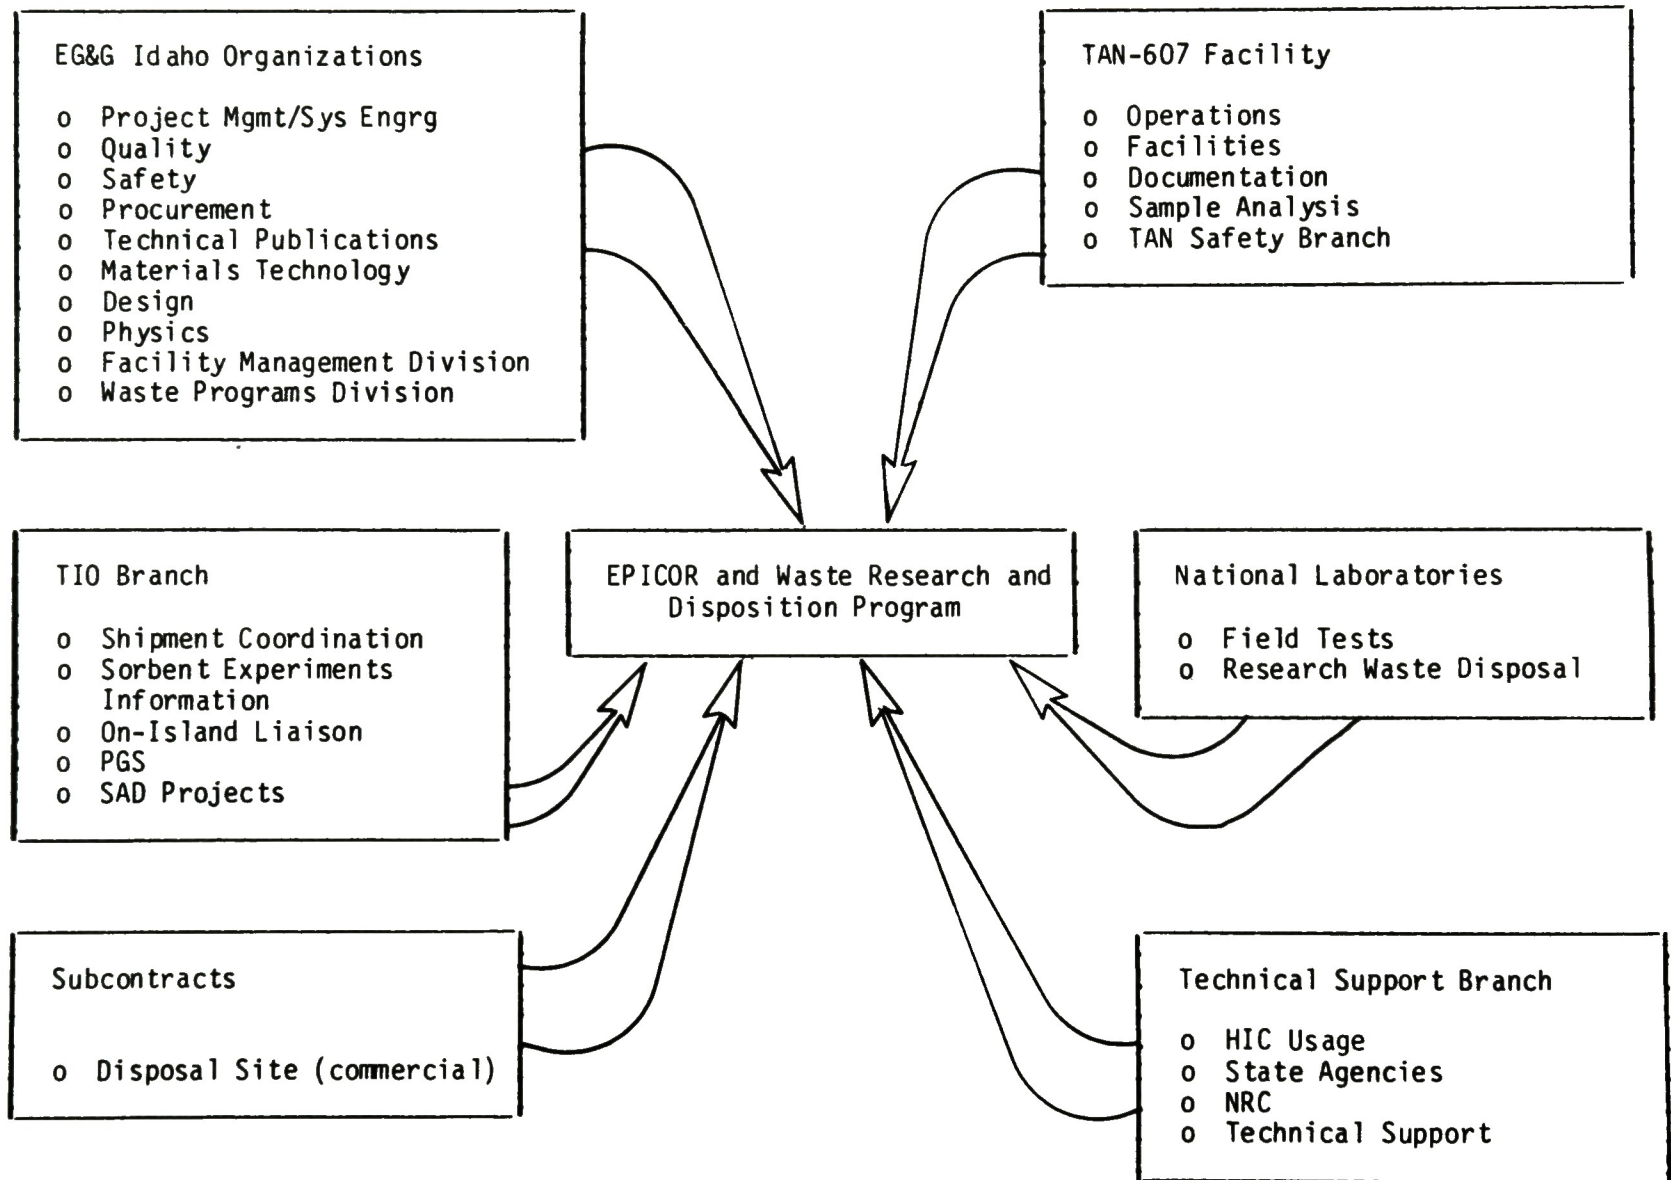 EG&G Idaho Organizations
o Project Mgmt/Sys Engrg
o Quality
o Safety
o Procurement
o Technical Publications
o Materials Technology
o Design
o Physics
o Facility Management Division
o Waste Programs Division
TAN-607 Facility
o Operations
o Facilities
o Documentation
o Sample Analysis
o TAN Safety Branch
TIO Branch
o Shipment Coordination
o Sorbent Experiments
Information
o On-Island Liaison
o PGS
o SAD Projects
EPICOR and Waste Research and
Disposition Program
National Laboratories
o Field Tests
o Research Waste Disposal
Subcontracts
o Disposal Site (commercial)
Technical Support Branch
o HIC Usage
o State Agencies
o NRC
o Technical Support